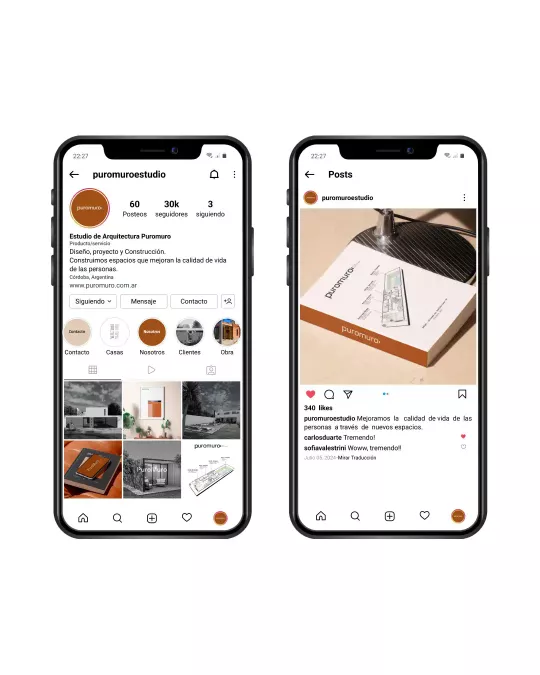 22:27
puromuroestudio
puromuro
60
30k
3
Posteos
seguidores
siguiendo
Estudio de Arquitectura Puromuro
Producto/servicio
Diseño, proyecto y Construcción.
Construimos espacios que mejoran la calidad de vida
de las personas.
Córdoba, Argentina
www.puromuro.com.ar
Siguiendo
Mensaje
Contacto
Contacto
Nosotros
Contacto
Casas
Nosotros
Clientes
Obra
PuroMuro
puromuro
22:27
Posts
puromuroestudio
puromuro
puromuro
340 likes
puromuroestudio Mejoramos la calidad de vida de las
personas a través de nuevos espacios.
carlosduarte Tremendo!
sofiavalestrini Woww, tremendo!!
Julio 05, 2024 Mirar Traducción